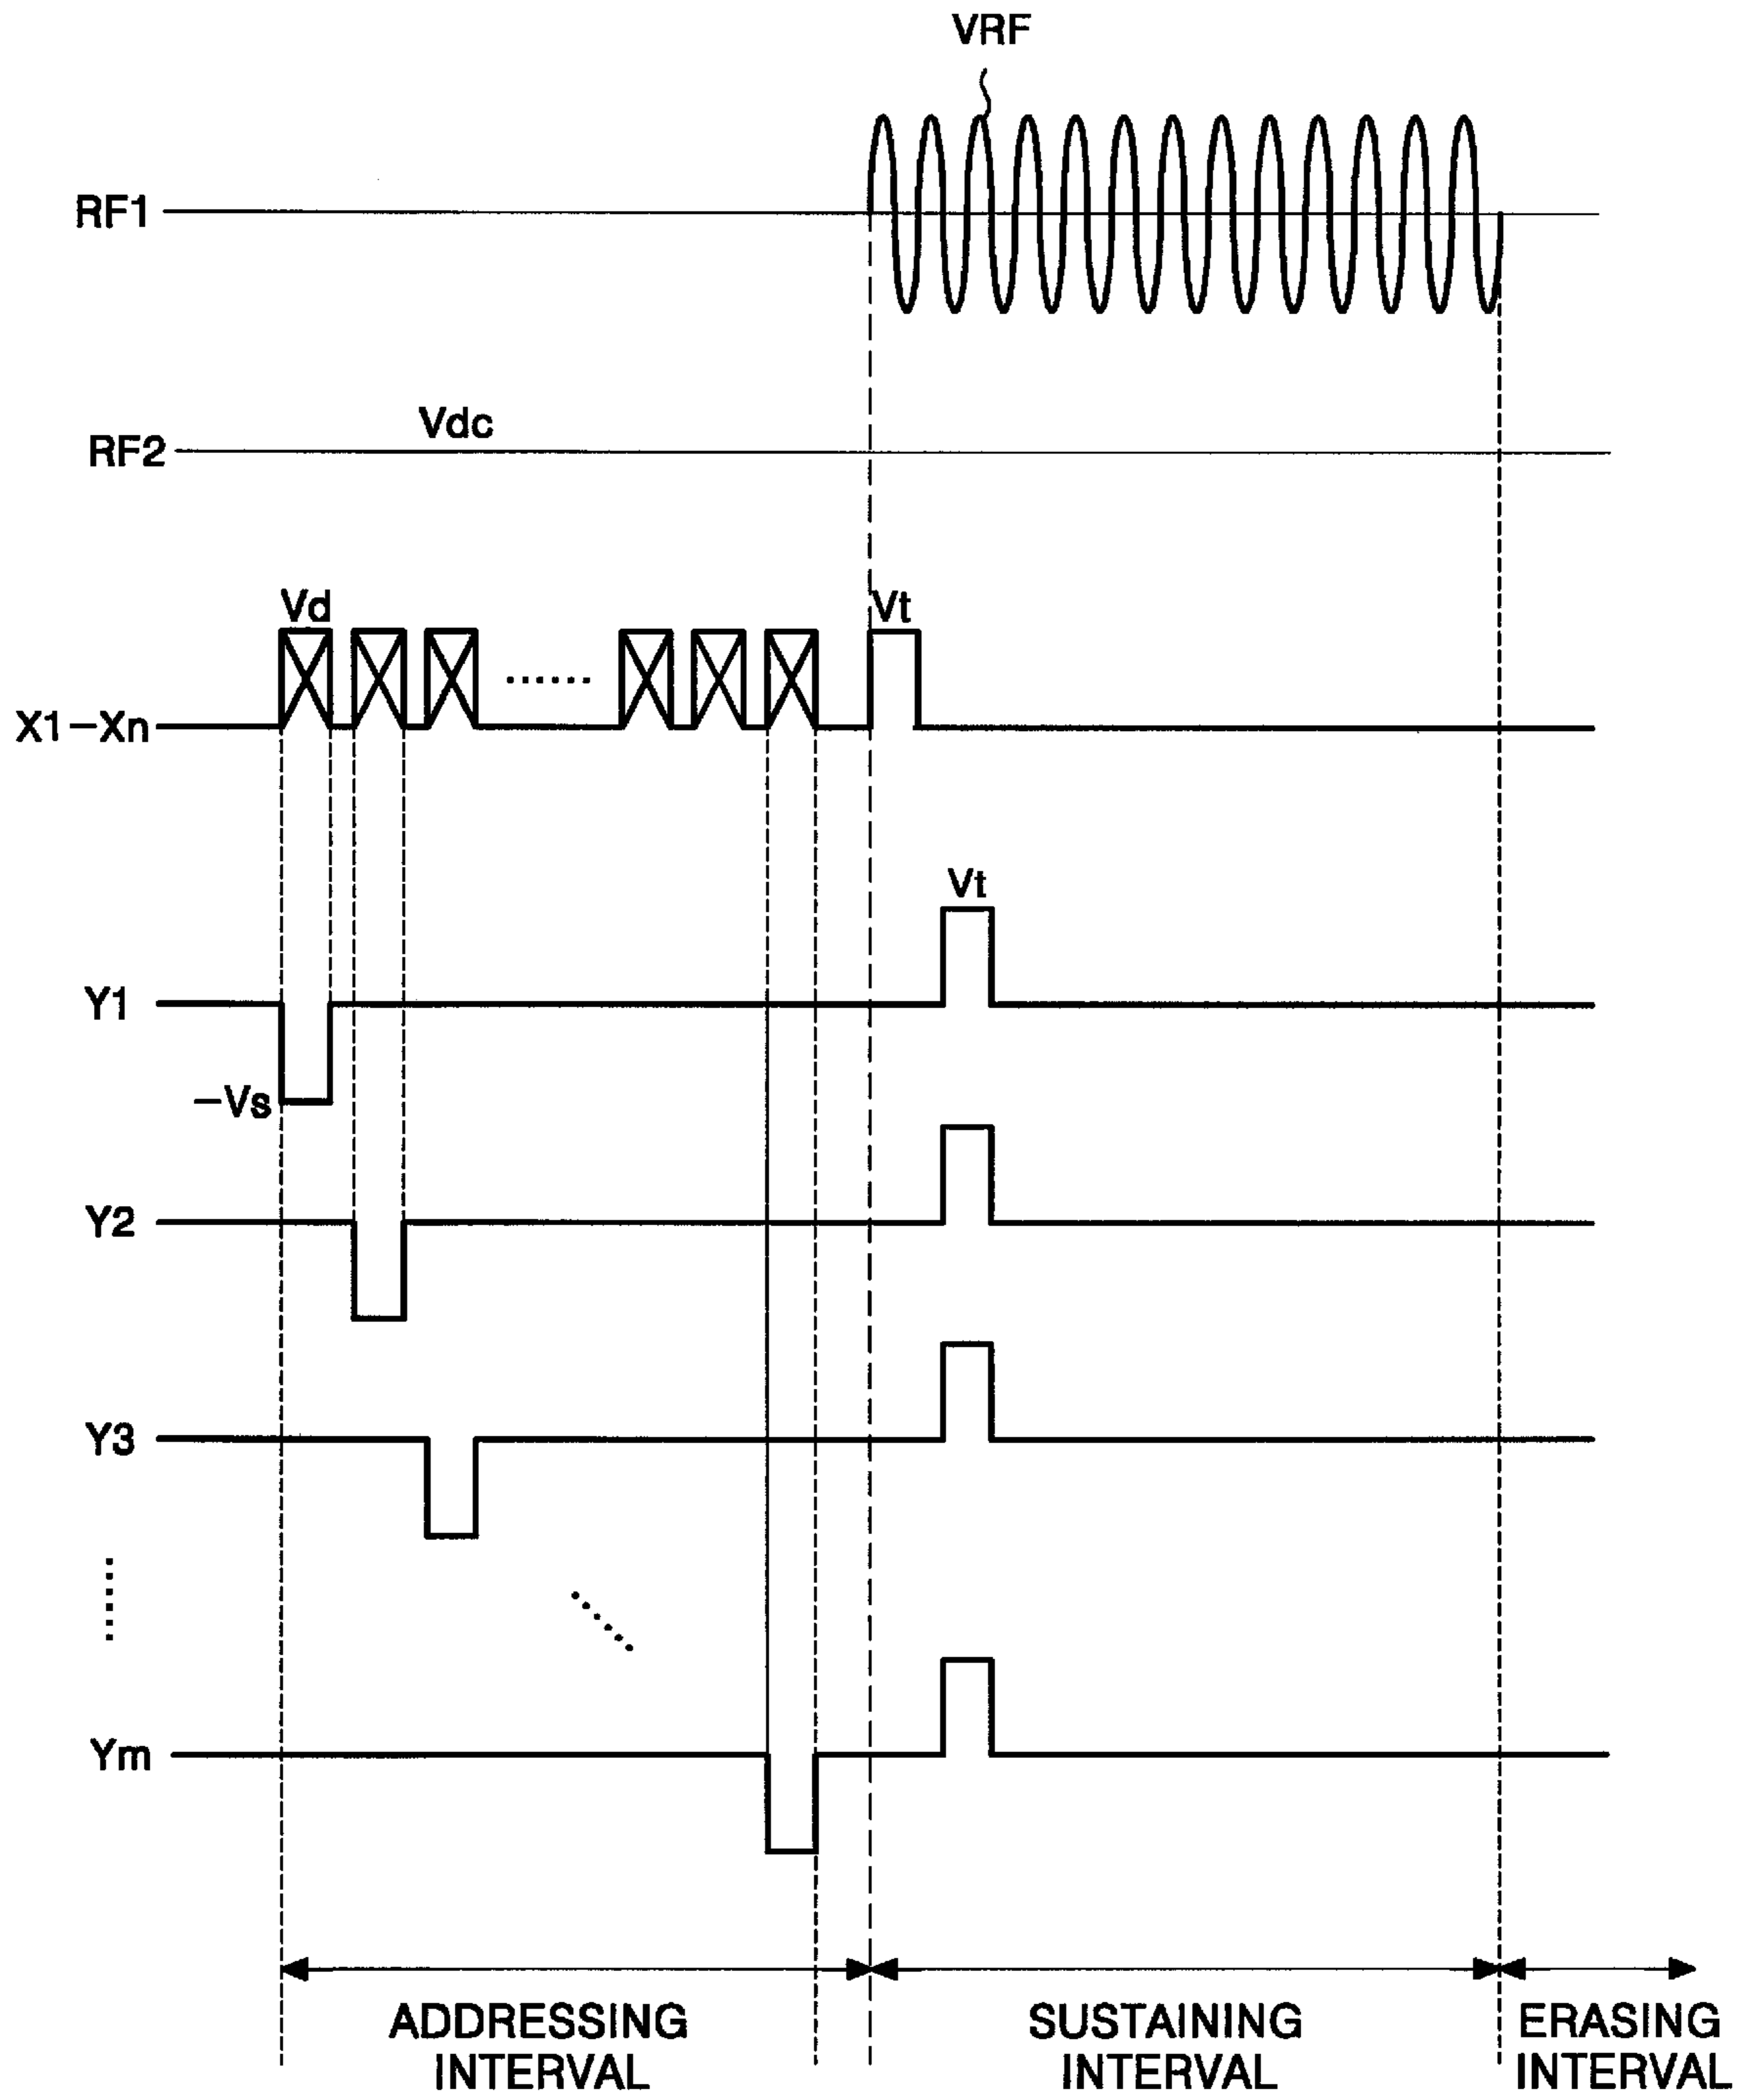 VRF
RF1
Vdc
RF2
Vd
Vt
......
X1-Xn
Vt
Y1
-Vs
Y2
Y3
Ym
ADDRESSING
INTERVAL
SUSTAINING
INTERVAL
ERASING
INTERVAL